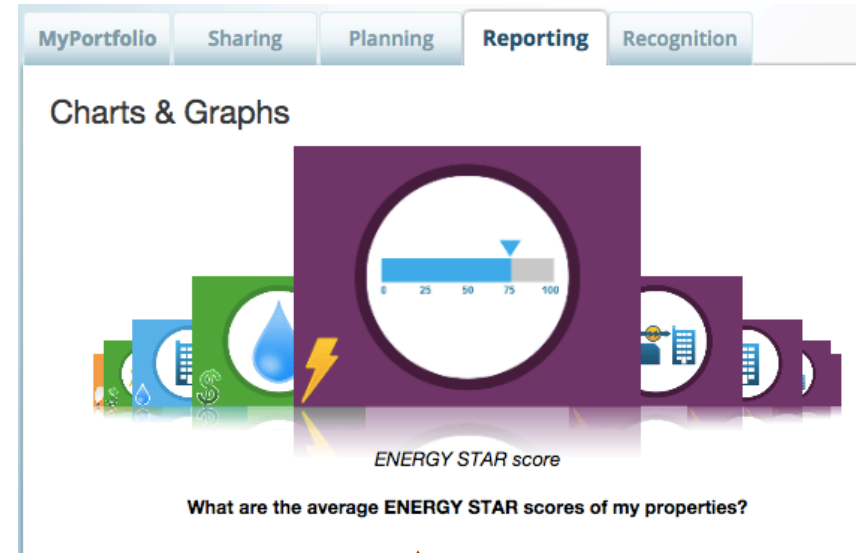 MyPortfolio Sharing Planning Reporting Recognition
Charts & Graphs
0 25 50 75 100
$
ENERGY STAR score
What are the average ENERGY STAR scores of my properties?